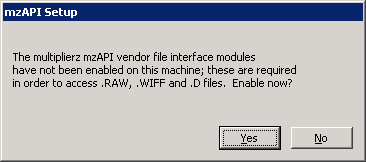 mzAPI Setup
The multiplierz mzAPI vendor file interface modules
have not been enabled on this machine; these are required
in order to access .RAW, .WIFF and .D files.  Enable now?
Yes
No